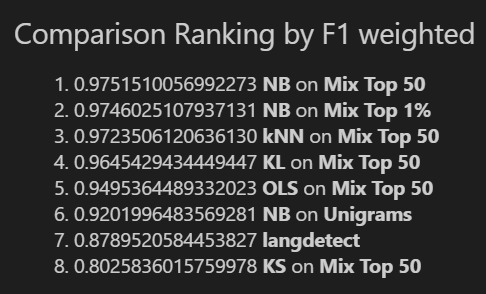 Comparison Ranking by F1 weighted
1. 0.9751510056992273 NB on Mix Top 50
2. 0.9746025107937131 NB on Mix Top 1%
3. 0.9723506120636130 kNN on Mix Top 50
4. 0.9645429434449447 KL on Mix Top 50
5. 0.9495364489332023 OLS on Mix Top 50
6. 0.9201996483569281 NB on Unigrams
7. 0.8789520584453827 langdetect
8. 0.8025836015759978 KS on Mix Top 50